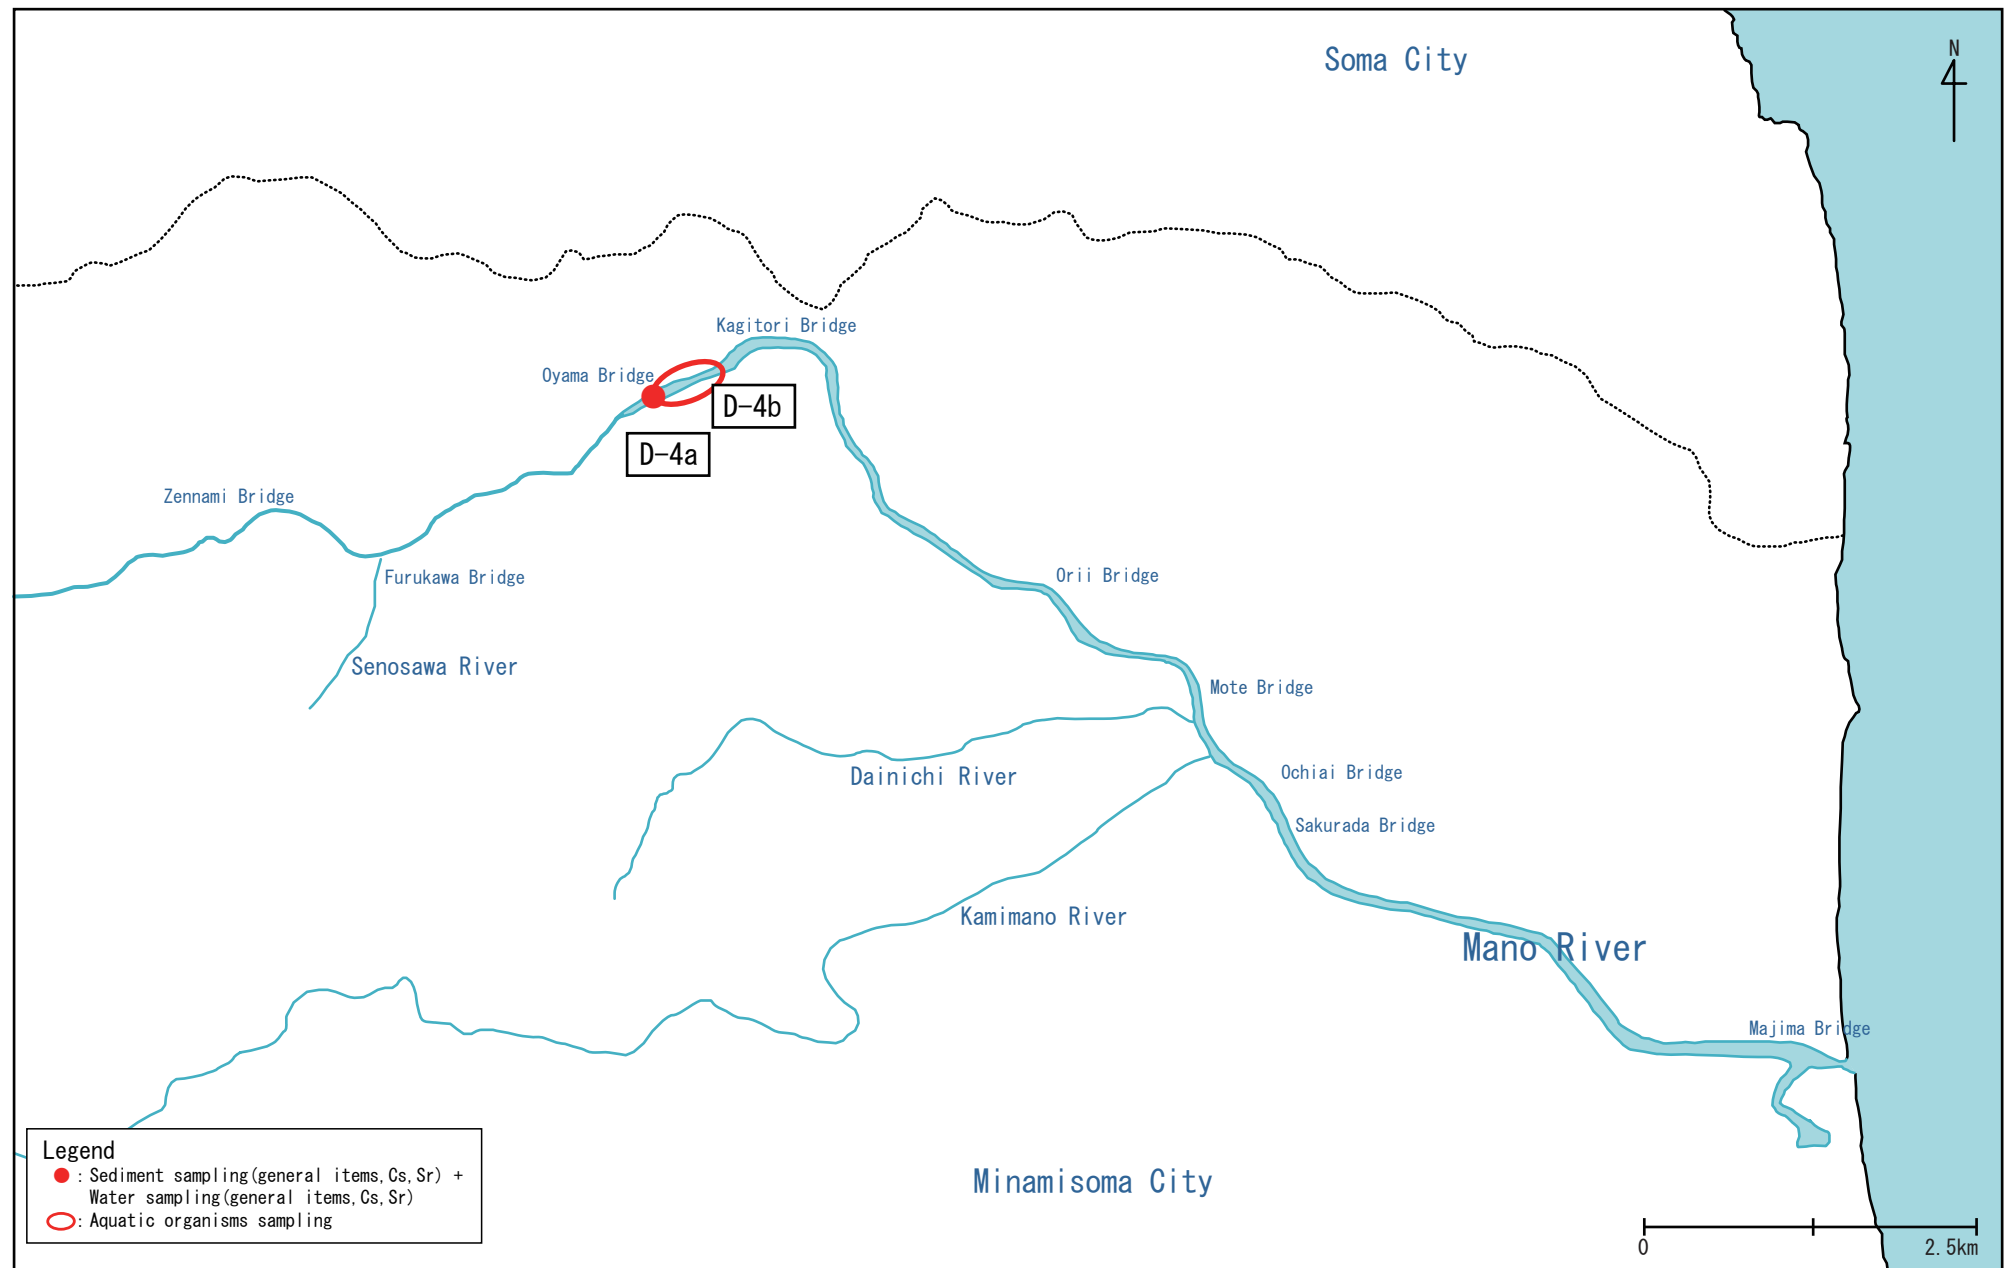 Soma City
N
Kagitori Bridge
Oyama Bridge
D-4b
D-4a
Zennami Bridge
Furukawa Bridge
Orii Bridge
Senosawa River
Mote Bridge
Dainichi River
Ochiai Bridge
Sakurada Bridge
Kamimano River
Mano River
Majima Bridge
Minamisoma City
Legend
: Sediment sampling(general items,Cs,Sr) +
Water sampling(general items,Cs,Sr)
: Aquatic organisms sampling
0 2.5km